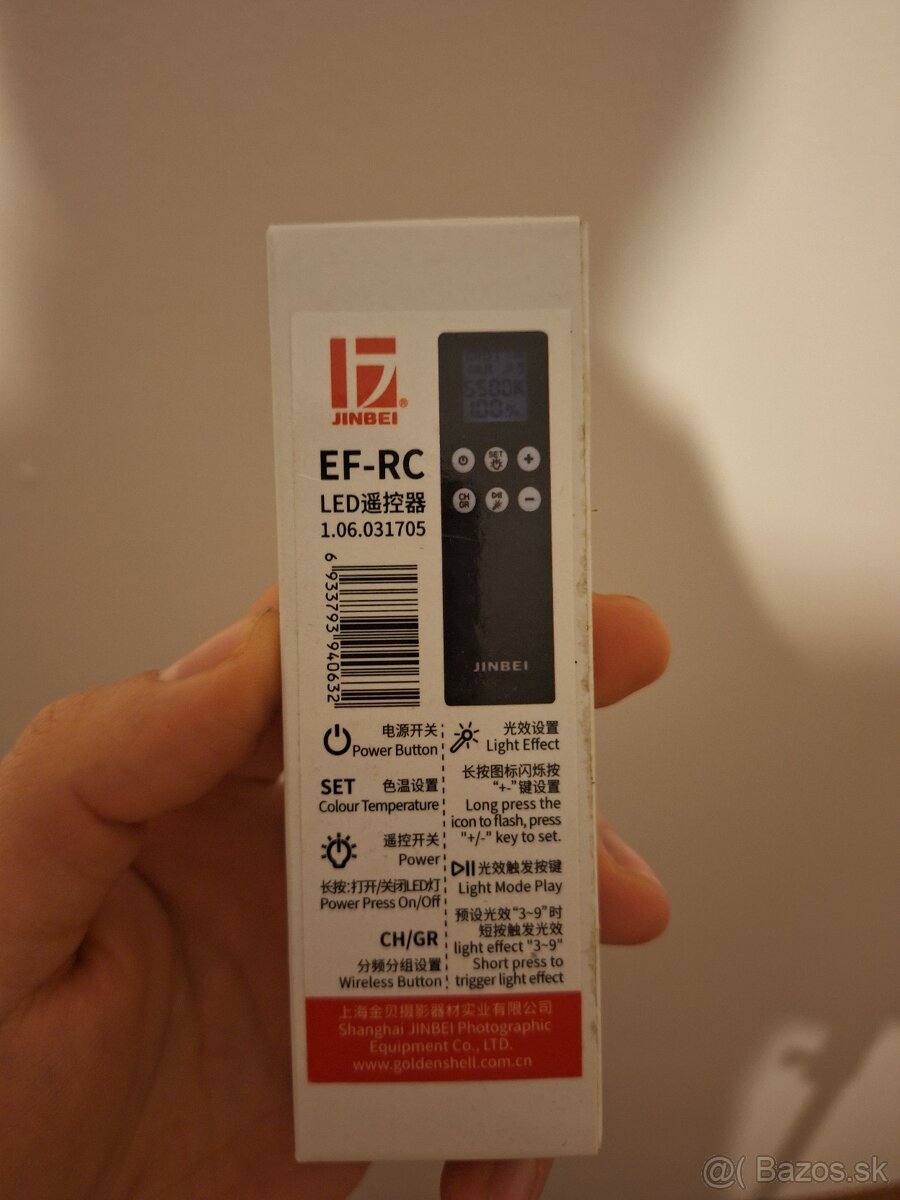 JINBEI®
EF-RC
LED遥控器
1.06.031705
6 933793 940632
5500K
100%
SET
CH
GR
JINBEI
电源开关
Power Button
SET 色温设置
Colour Temperature
遥控开关
Power
长按:打开/关闭LED灯
Power Press On/Off
CH/GR
分频分组设置
Wireless Button
光效设置
Light Effect
长按图标闪烁按
“+-”键设置
Long press the
icon to flash, press
"+/-" key to set.
光效触发按键
Light Mode Play
预设光效“3~9”时
短按触发光效
light effect "3~9"
Short press to
trigger light effect
上海金贝摄影器材实业有限公司
Shanghai JINBEI Photographic
Equipment Co., LTD.
www.goldenshell.com.cn
@( Bazos.sk